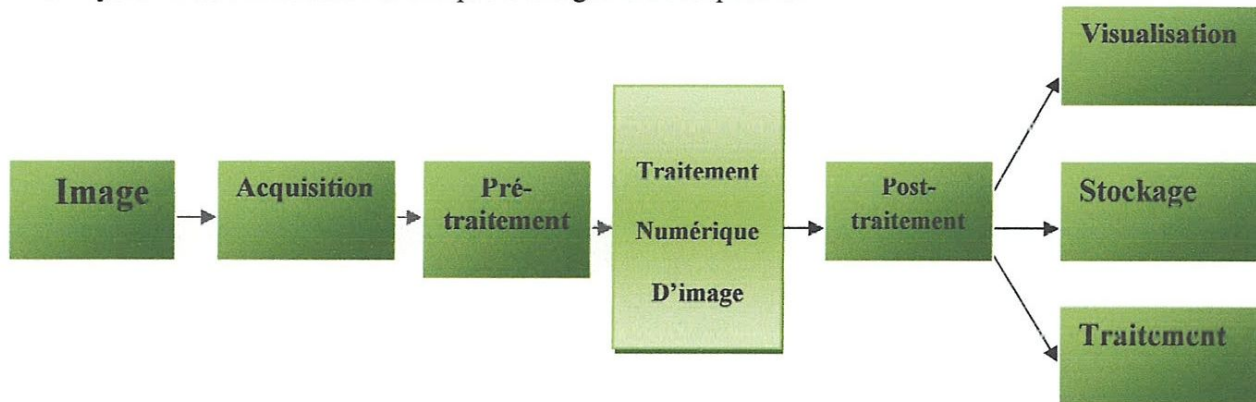 Image
Acquisition
Pré-
traitement
Traitement
Numérique
D'image
Post-
traitement
Visualisation
Stockage
Traitement